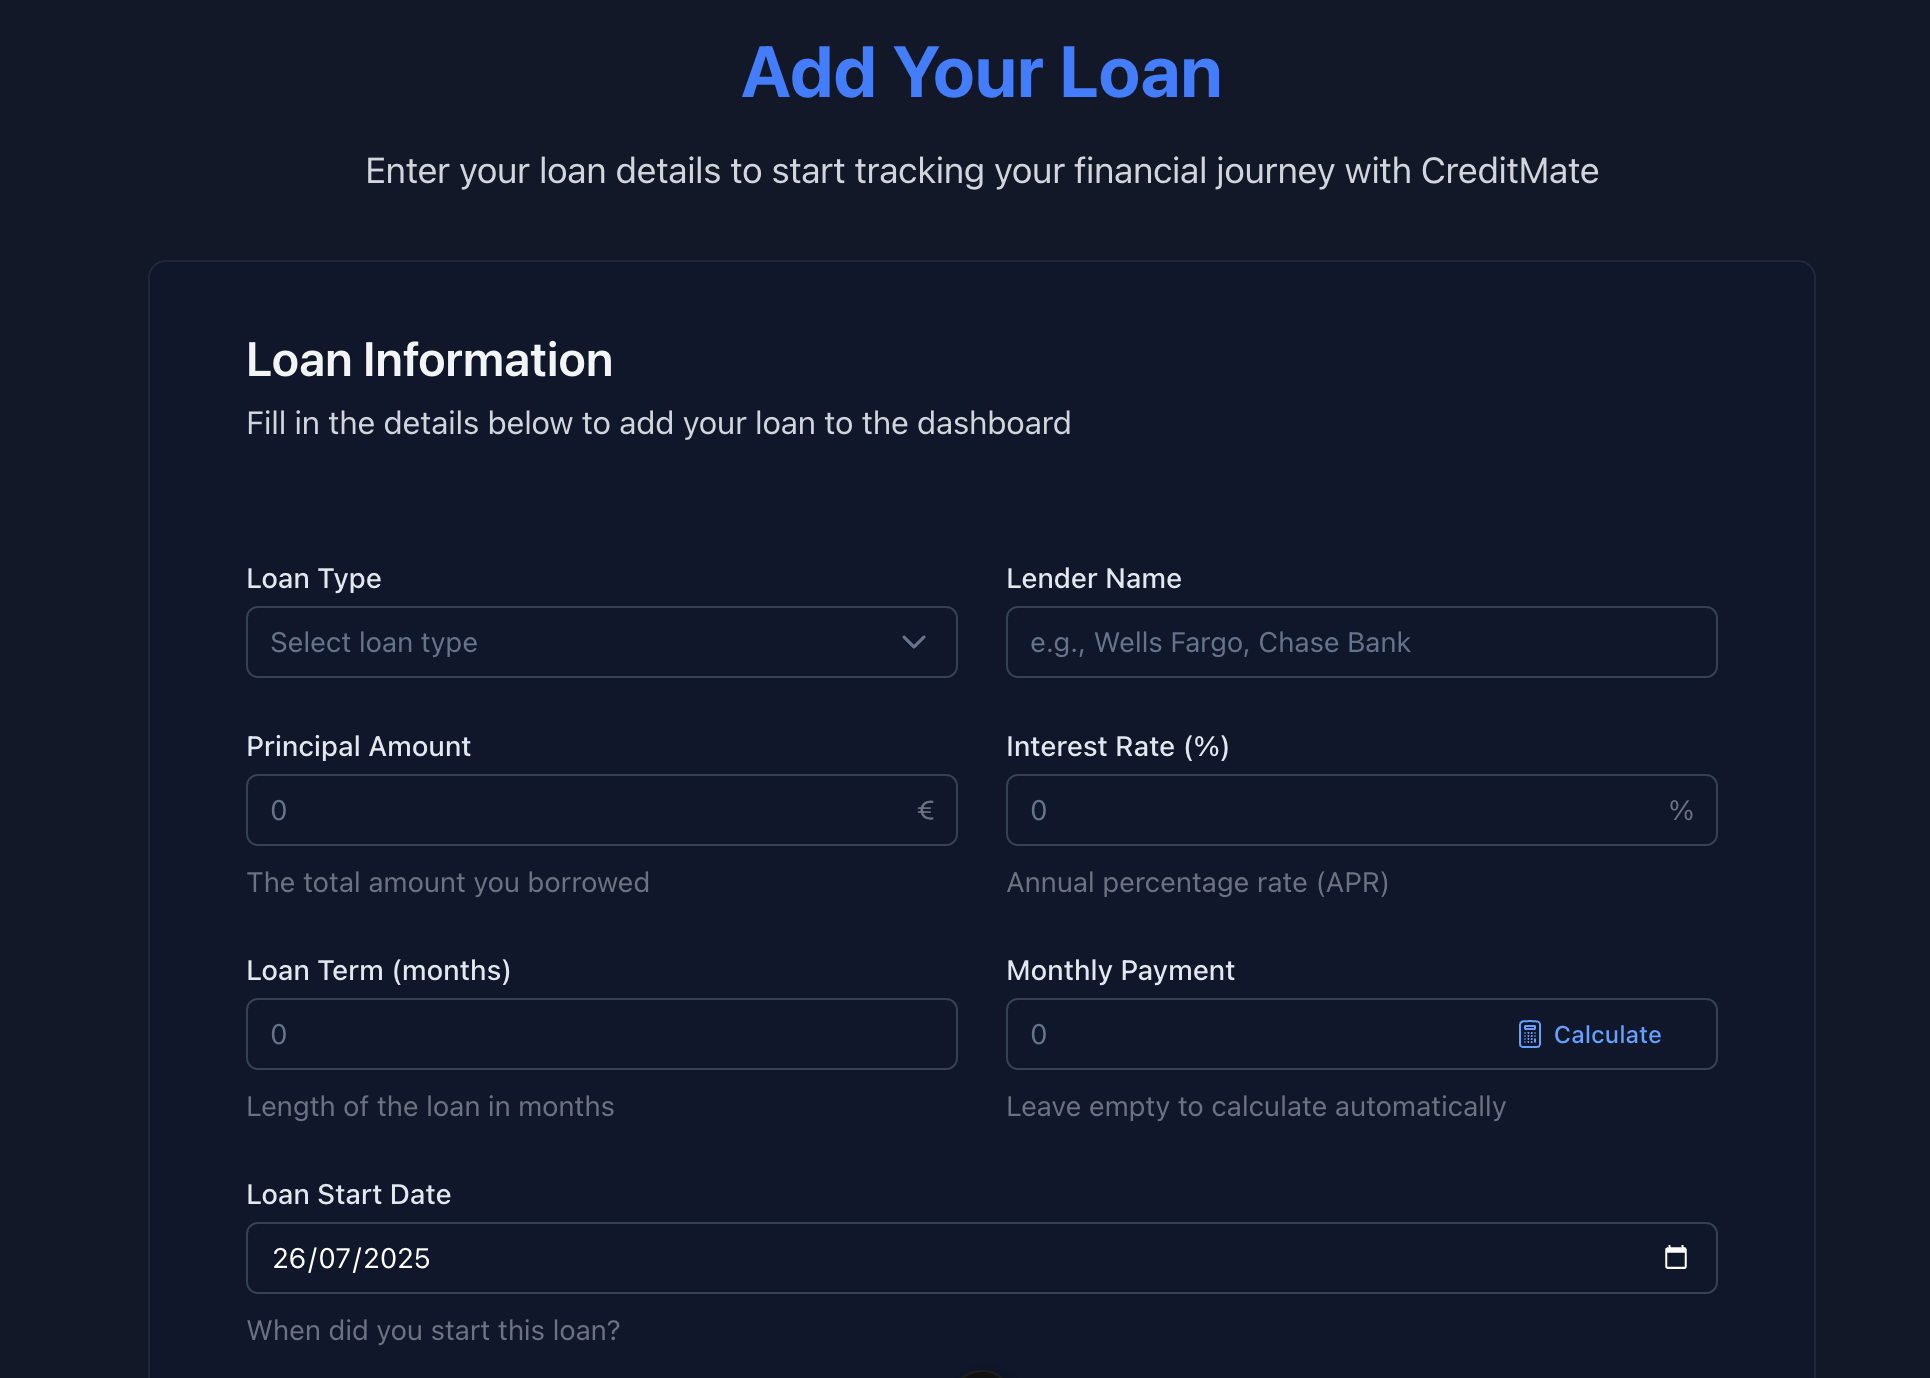 Add Your Loan
Enter your loan details to start tracking your financial journey with CreditMate
Loan Information
Fill in the details below to add your loan to the dashboard
Loan Type
Select loan type
Lender Name
e.g., Wells Fargo, Chase Bank
Principal Amount
0 €
The total amount you borrowed
Interest Rate (%)
0 %
Annual percentage rate (APR)
Loan Term (months)
0
Length of the loan in months
Monthly Payment
0 Calculate
Leave empty to calculate automatically
Loan Start Date
26/07/2025
When did you start this loan?